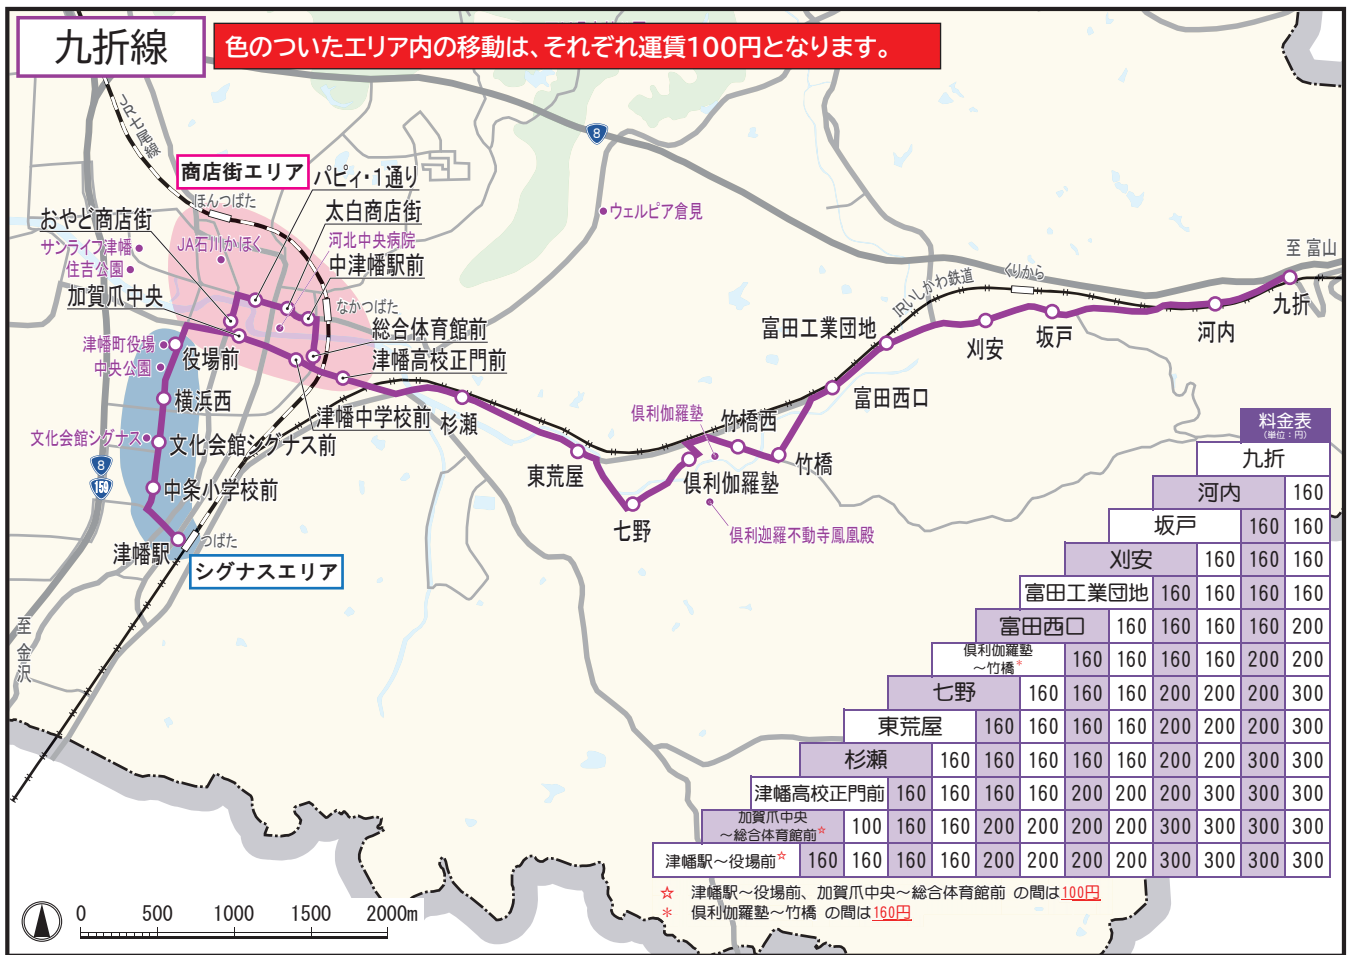 九折線
色のついたエリア内の移動は、それぞれ運賃100円となります。
JR七尾線
8
商店街エリア
パピィ・1通り
ほんつばた
おやど商店街
太白商店街
サンライフ津幡
JA石川かほく
河北中央病院
ウェルピア倉見
住吉公園
中津幡駅前
加賀爪中央
なかつばた
至 富山
くりから
IRいしかわ鉄道
九折
総合体育館前
富田工業団地
河内
坂戸
刈安
津幡町役場
役場前
中央公園
津幡高校正門前
横浜西
富田西口
津幡中学校前
杉瀬
倶利伽羅塾
竹橋西
文化会館シグナス
文化会館シグナス前
東荒屋
竹橋
8
159
中条小学校前
倶利伽羅塾
七野
倶利迦羅不動寺鳳凰殿
つばた
津幡駅
シグナスエリア
至 金沢
料金表
(単位:円)
九折
河内 160
坂戸 160 160
刈安 160 160 160
富田工業団地 160 160 160 160
富田西口 160 160 160 160 200
倶利伽羅塾
～竹橋* 160 160 160 160 200 200
七野 160 160 160 200 200 200 300
東荒屋 160 160 160 160 200 200 200 300
杉瀬 160 160 160 160 160 200 200 300 300
津幡高校正門前 160 160 160 160 200 200 200 300 300 300
加賀爪中央
～総合体育館前☆ 100 160 160 200 200 200 200 300 300 300 300
津幡駅～役場前☆ 160 160 160 160 200 200 200 200 300 300 300 300
☆ 津幡駅～役場前、加賀爪中央～総合体育館前 の間は100円
* 倶利伽羅塾～竹橋 の間は160円
0 500 1000 1500 2000m